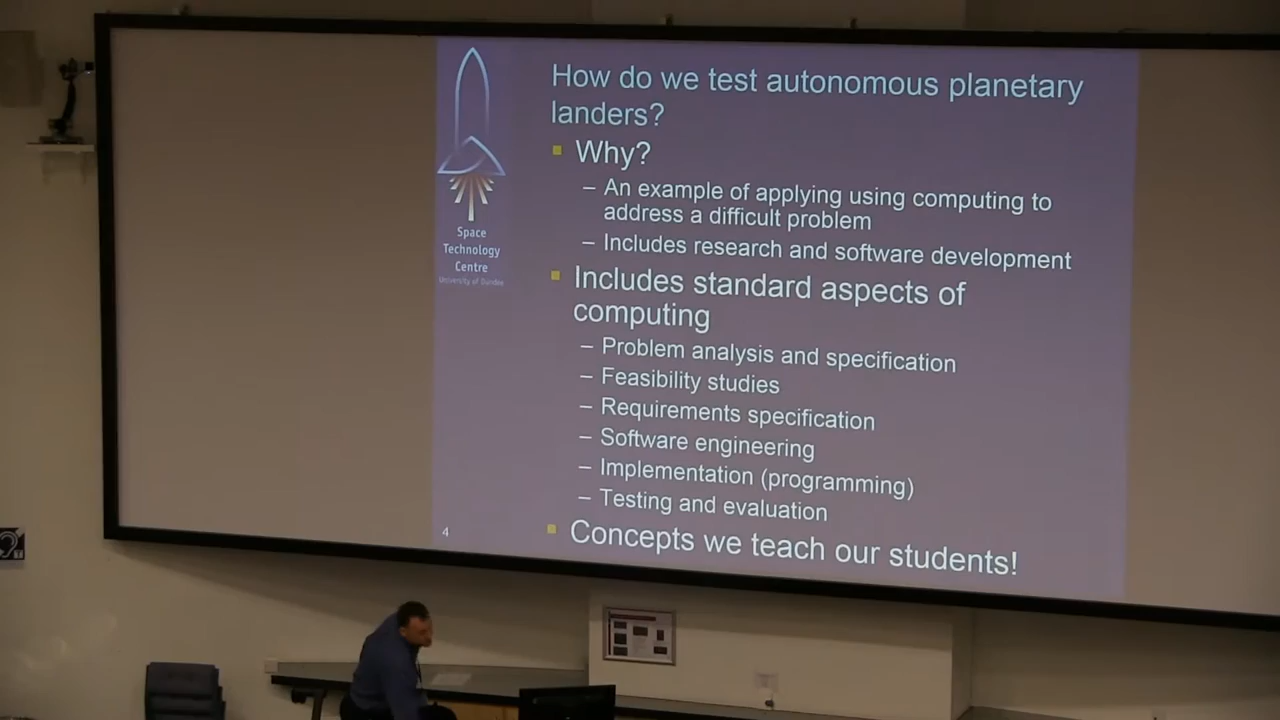 How do we test autonomous planetary
landers?
Why?
– An example of applying using computing to
address a difficult problem
– Includes research and software development
Includes standard aspects of
computing
– Problem analysis and specification
– Feasibility studies
– Requirements specification
– Software engineering
– Implementation (programming)
– Testing and evaluation
Concepts we teach our students!
Space
Technology
Centre
University of Dundee
4